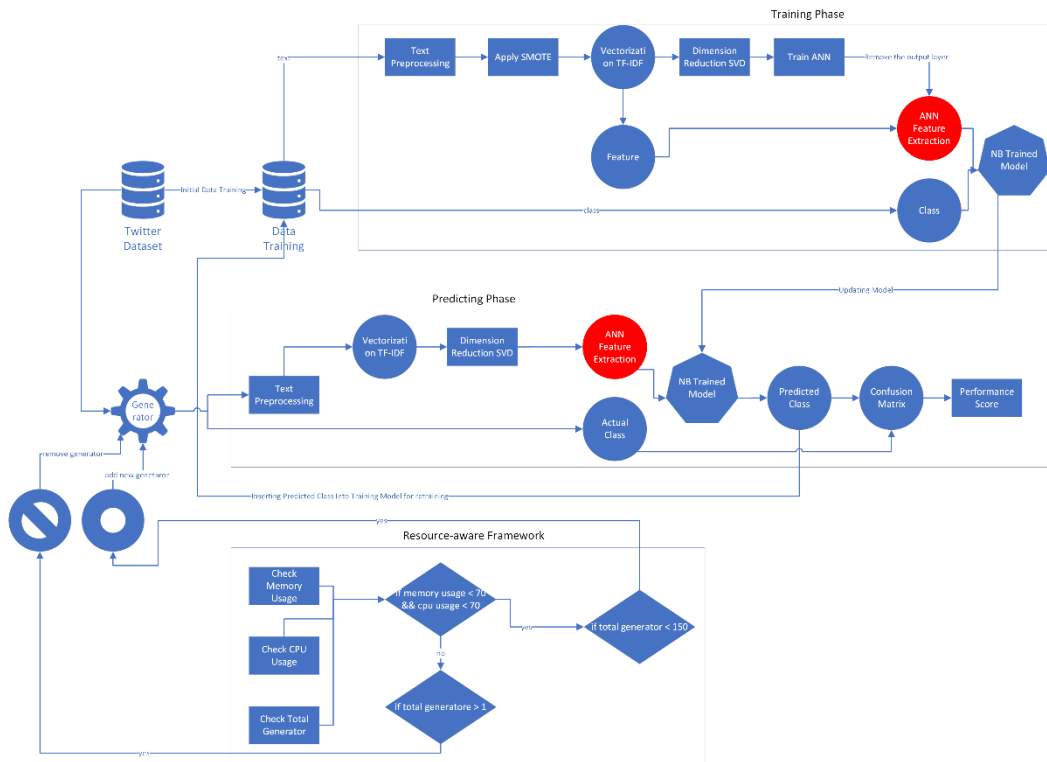 Training Phase
Text
Preprocessing
Apply SMOTE
Vectorizati
on TF-IDF
Dimension
Reduction SVD
Train ANN
Remove the output layer
text
ANN
Feature
Extraction
Feature
NB Trained
Model
Initial Data Training
class
Class
Twitter
Dataset
Data
Training
Updating Model
Predicting Phase
Vectorizati
on TF-IDF
Dimension
Reduction SVD
ANN
Feature
Extraction
Text
Preprocessing
NB Trained
Model
Predicted
Class
Confusion
Matrix
Performance
Score
Gene
rator
Actual
Class
remove generator
add new genetaror
Inserting Predicted Class Into Training Model for retraining
yes
Resource-aware Framework
Check
Memory
Usage
if memory usage < 70
&& cpu usage < 70
yes
if total generator < 150
Check CPU
Usage
no
Check Total
Generator
if total generatore > 1
yes